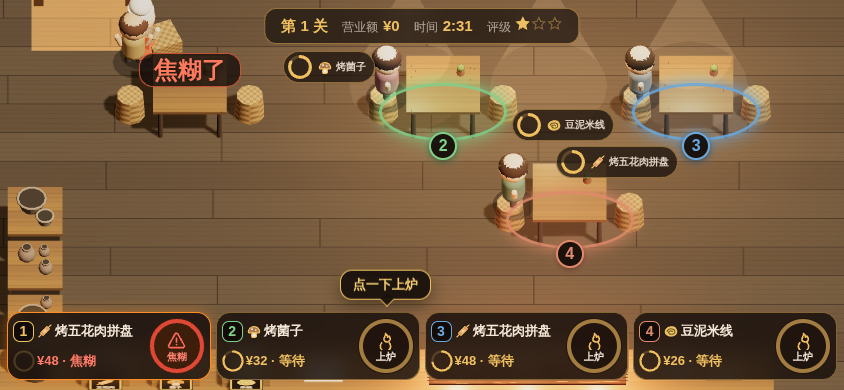 第 1 关 营业额 ¥0 时间 2:31 评级
焦糊了
烤菌子
豆泥米线
烤五花肉拼盘
2
3
4
点一下上炉
1 烤五花肉拼盘
¥48 · 焦糊
焦糊
2 烤菌子
¥32 · 等待
上炉
3 烤五花肉拼盘
¥48 · 等待
上炉
4 豆泥米线
¥26 · 等待
上炉